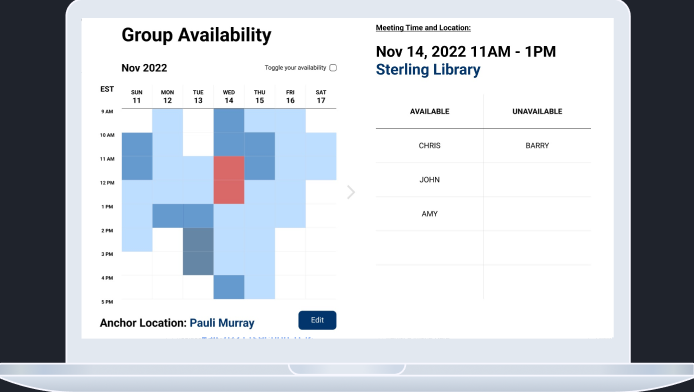 Group Availability
Nov 2022
Toggle your availability
EST
SUN MON TUE WED THU FRI SAT
11 12 13 14 15 16 17
9 AM
10 AM
11 AM
12 PM
1 PM
2 PM
3 PM
4 PM
5 PM
Anchor Location: Pauli Murray
Edit
Meeting Time and Location:
Nov 14, 2022 11AM - 1PM
Sterling Library
AVAILABLE UNAVAILABLE
CHRIS BARRY
JOHN
AMY